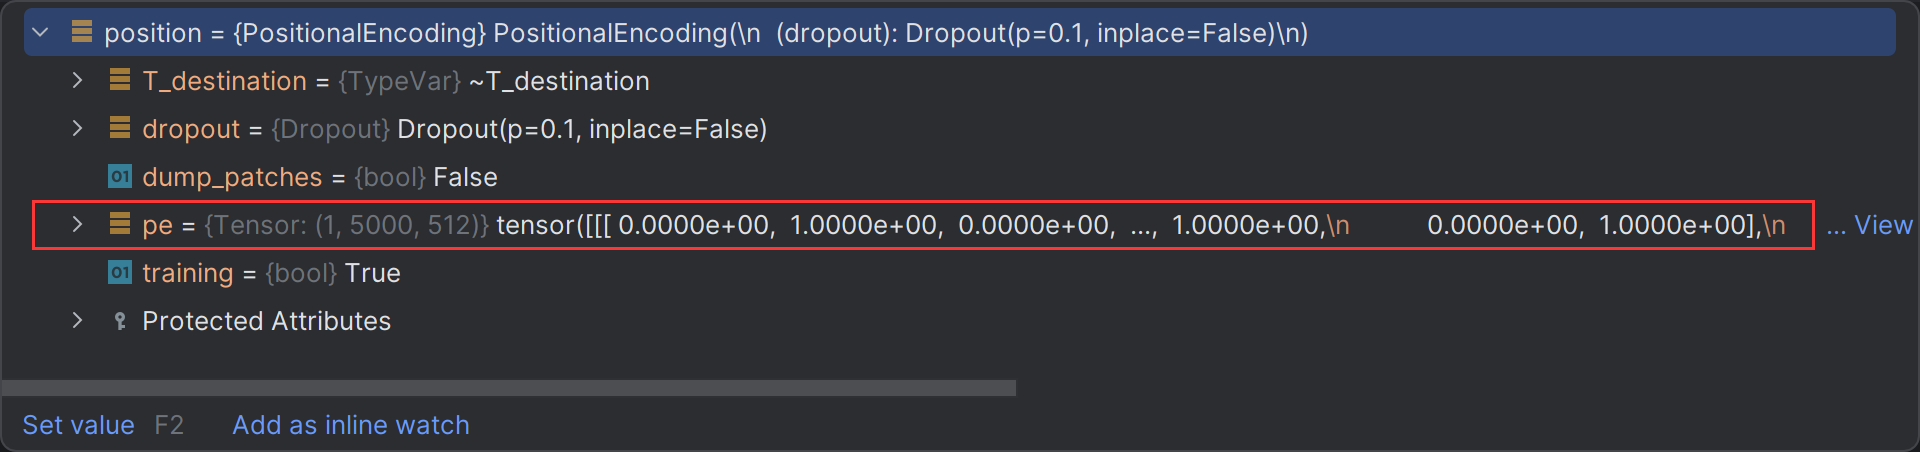 position = {PositionalEncoding} PositionalEncoding(\n  (dropout): Dropout(p=0.1, inplace=False)\n)
T_destination = {TypeVar} ~T_destination
dropout = {Dropout} Dropout(p=0.1, inplace=False)
01 dump_patches = {bool} False
pe = {Tensor: (1, 5000, 512)} tensor([[[ 0.0000e+00,  1.0000e+00,  0.0000e+00,  ...,  1.0000e+00,\n           0.0000e+00,  1.0000e+00],\n ... View
01 training = {bool} True
Protected Attributes
Set value F2 Add as inline watch